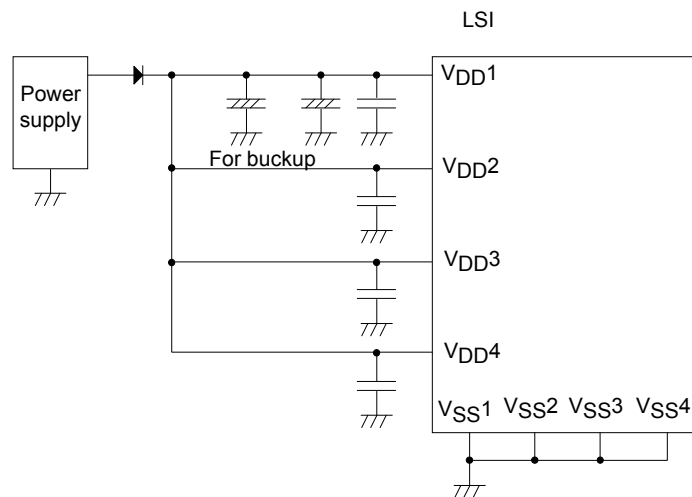 LSI
Power
supply
VDD1
For buckup
VDD2
VDD3
VDD4
VSS1 VSS2 VSS3 VSS4